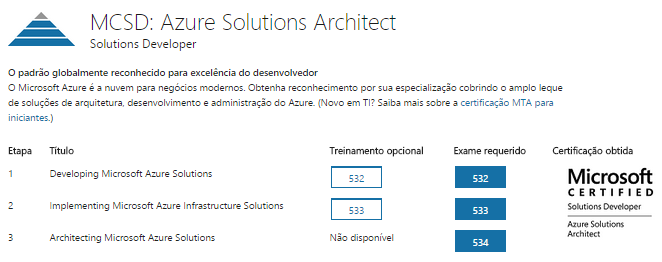 MCSD: Azure Solutions Architect
Solutions Developer
O padrão globalmente reconhecido para excelência do desenvolvedor
O Microsoft Azure é a nuvem para negócios modernos. Obtenha reconhecimento por sua especialização cobrindo o amplo leque
de soluções de arquitetura, desenvolvimento e administração do Azure. (Novo em TI? Saiba mais sobre a certificação MTA para
iniciantes.)
Etapa Título Treinamento opcional Exame requerido Certificação obtida
1 Developing Microsoft Azure Solutions 532 532
2 Implementing Microsoft Azure Infrastructure Solutions 533 533
3 Architecting Microsoft Azure Solutions Não disponível 534
Microsoft
CERTIFIED
Solutions Developer
Azure Solutions
Architect